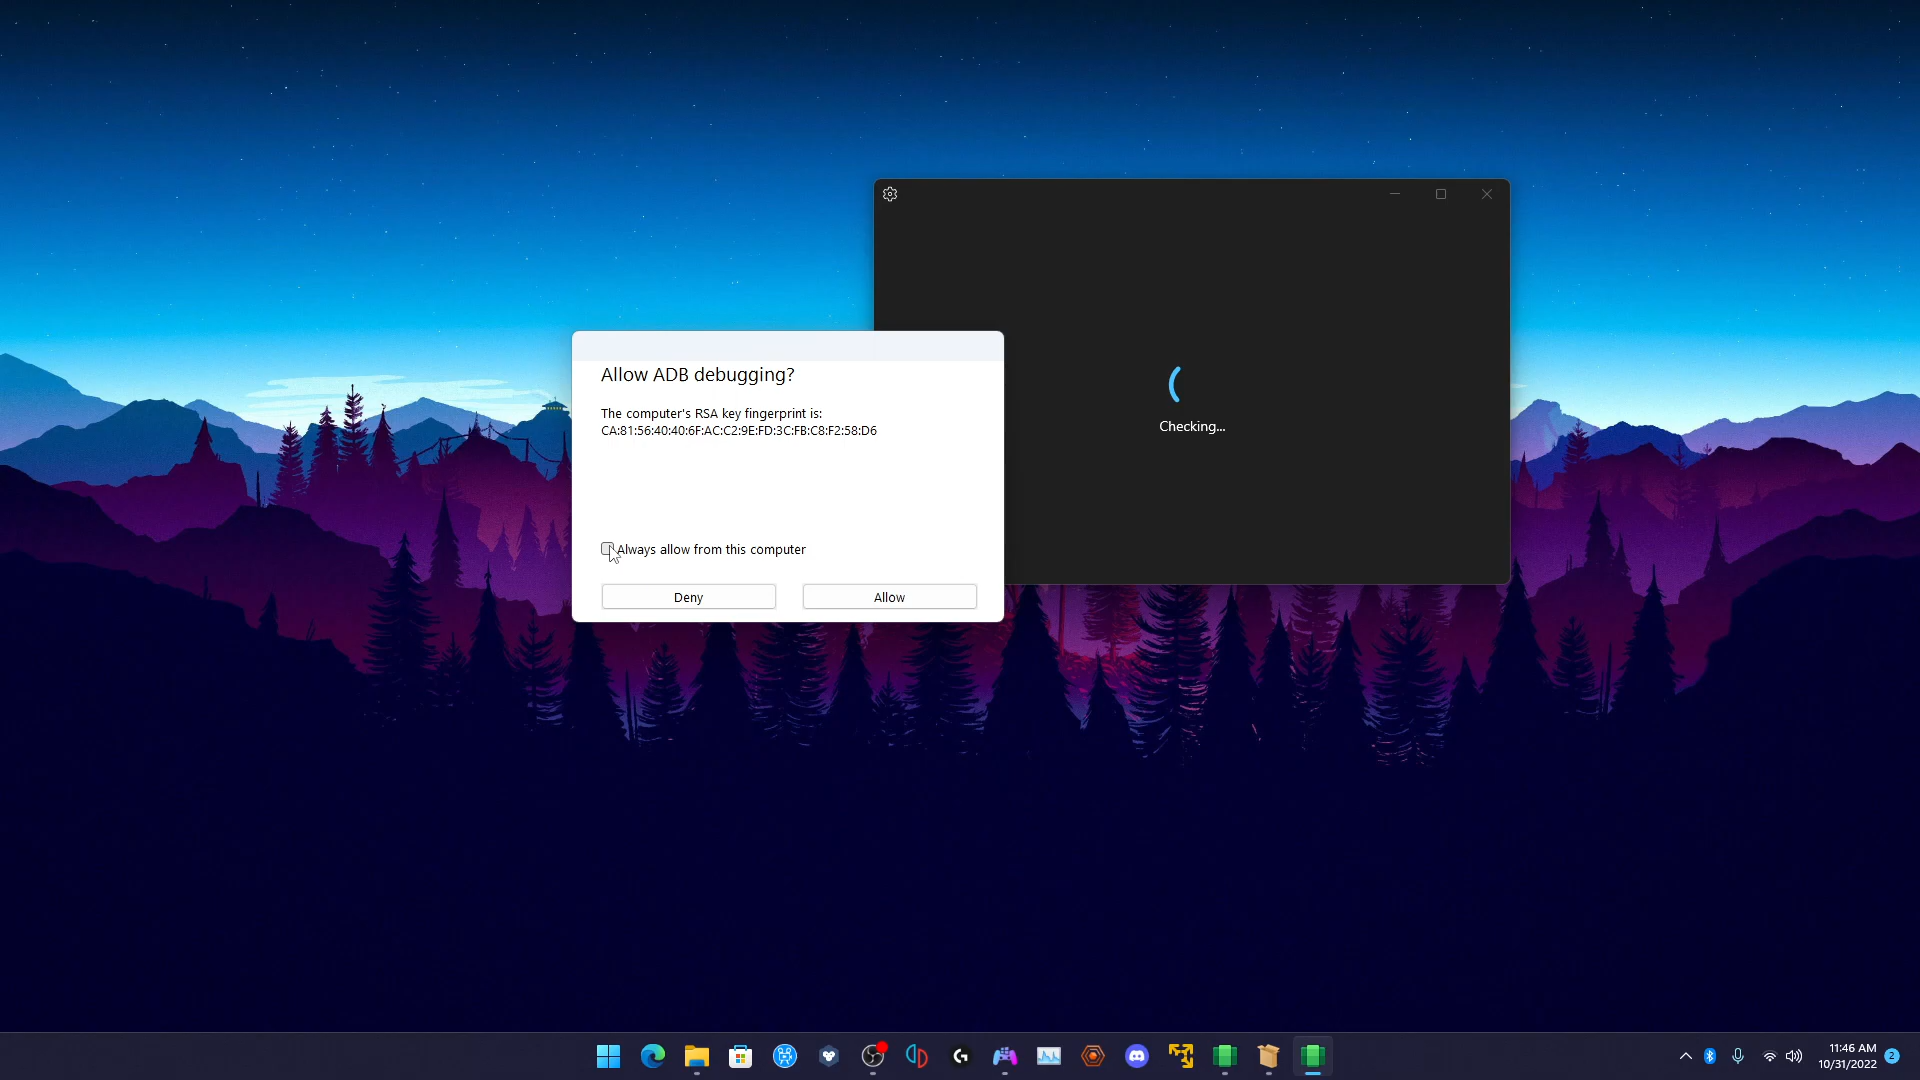 Allow ADB debugging?
The computer's RSA key fingerprint is:
CA:81:56:40:40:6F:AC:C2:9E:FD:3C:FB:C8:F2:58:D6
Checking...
Always allow from this computer
Deny
Allow
11:46 AM
10/31/2022
2